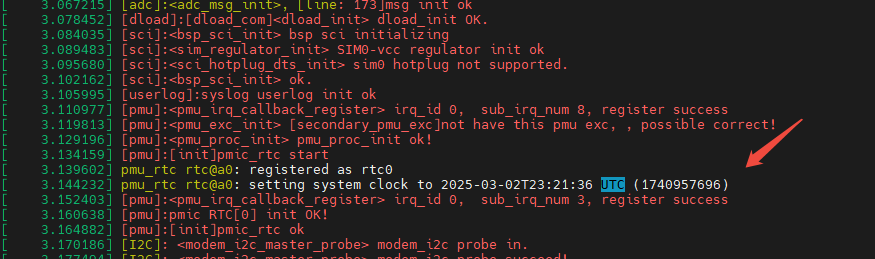 [    3.067215] [adc]:<adc_msg_init>, [line: 173]msg init ok
[    3.078452] [dload]:[dload_com]<dload_init> dload_init OK.
[    3.084035] [sci]:<bsp_sci_init> bsp sci initializing
[    3.089483] [sci]:<sim_regulator_init> SIM0-vcc regulator init ok
[    3.095680] [sci]:<sci_hotplug_dts_init> sim0 hotplug not supported.
[    3.102162] [sci]:<bsp_sci_init> ok.
[    3.105995] [userlog]:syslog userlog init ok
[    3.110977] [pmu]:<pmu_irq_callback_register> irq_id 0,  sub_irq_num 8, register success
[    3.119813] [pmu]:<pmu_exc_init> [secondary_pmu_exc]not have this pmu exc, , possible correct!
[    3.129196] [pmu]:<pmu_proc_init> pmu_proc_init ok!
[    3.134159] [pmu]:[init]pmic_rtc start
[    3.139602] pmu_rtc rtc@a0: registered as rtc0
[    3.144232] pmu_rtc rtc@a0: setting system clock to 2025-03-02T23:21:36 UTC (1740957696)
[    3.152403] [pmu]:<pmu_irq_callback_register> irq_id 0,  sub_irq_num 3, register success
[    3.160638] [pmu]:pmic RTC[0] init OK!
[    3.164882] [pmu]:[init]pmic_rtc ok
[    3.170186] [I2C]: <modem_i2c_master_probe> modem_i2c probe in.
[    3.177494] [I2C]: <modem_i2c_master_probe> modem_i2c probe succeed!